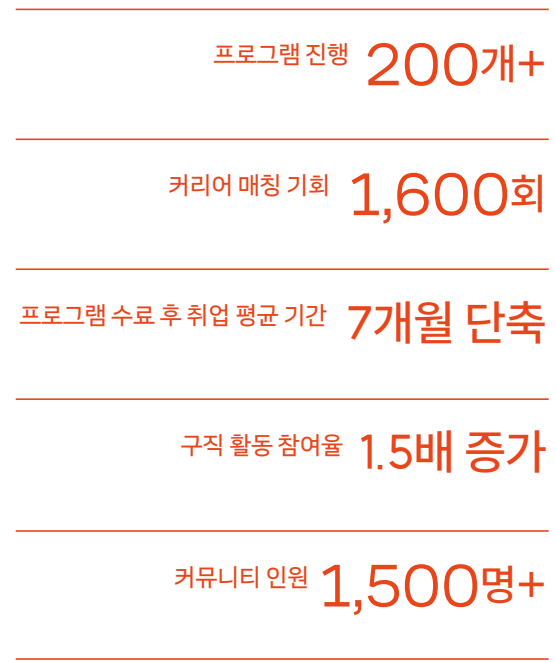 프로그램 진행 200개+
커리어 매칭 기회 1,600회
프로그램 수료 후 취업 평균 기간 7개월 단축
구직 활동 참여율 1.5배 증가
커뮤니티 인원 1,500명+